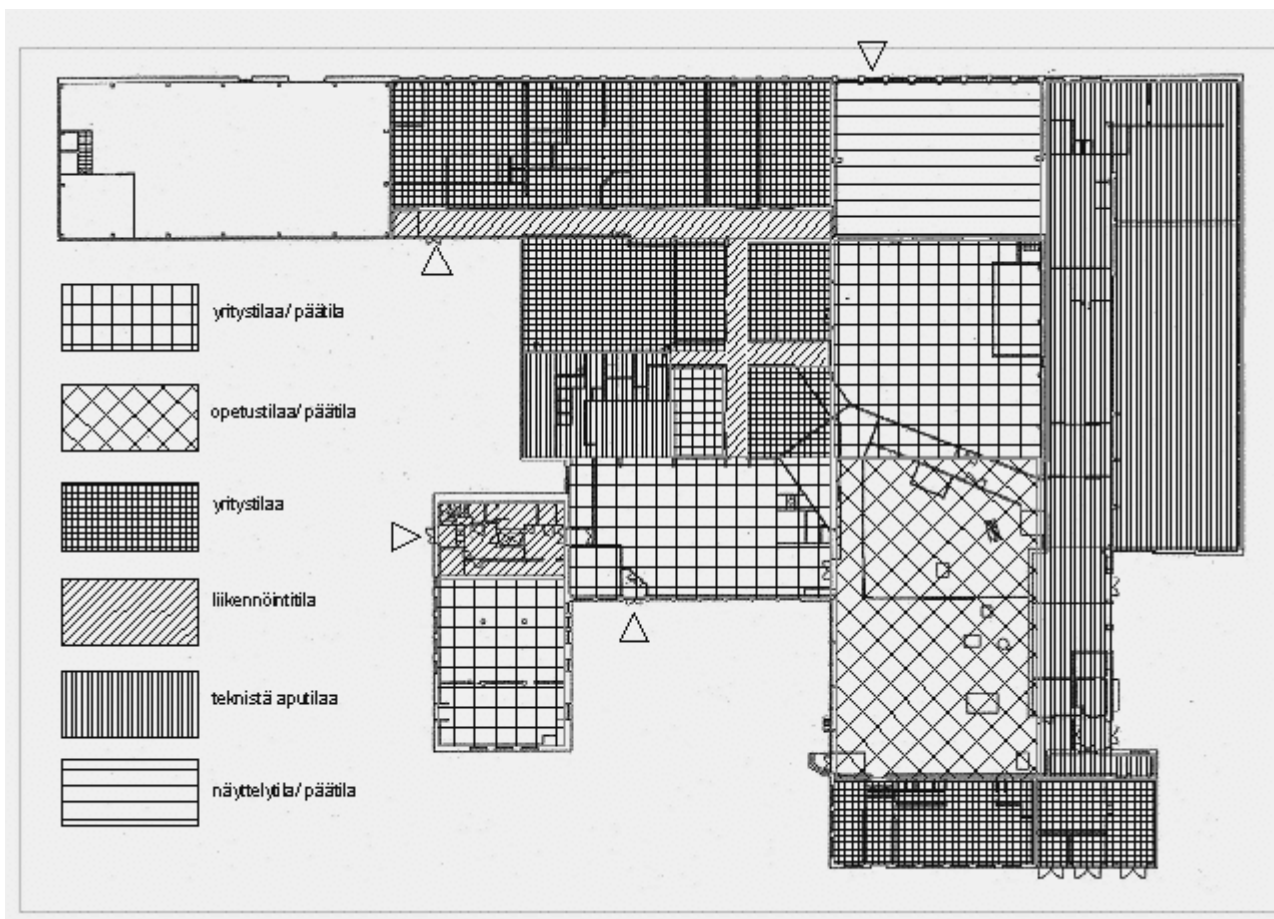 yritystilaa/ päätila
opetustilaa/ päätila
yritystilaa
liikennöintitila
teknistä aputilaa
näyttelytila/ päätila